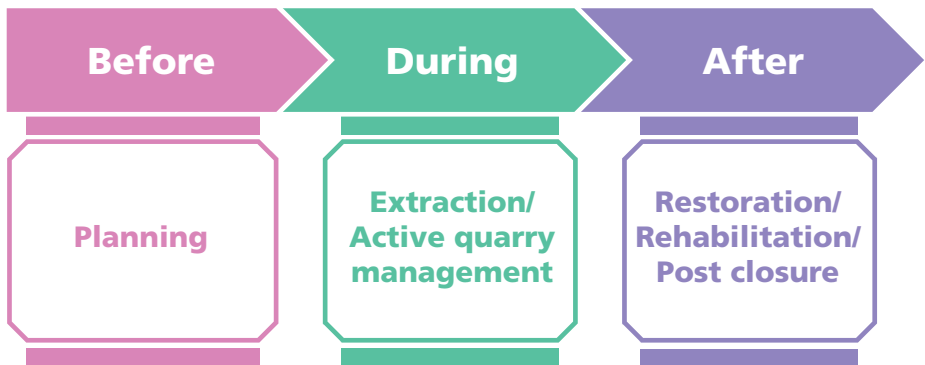 Before
During
After
Planning
Extraction/
Active quarry
management
Restoration/
Rehabilitation/
Post closure